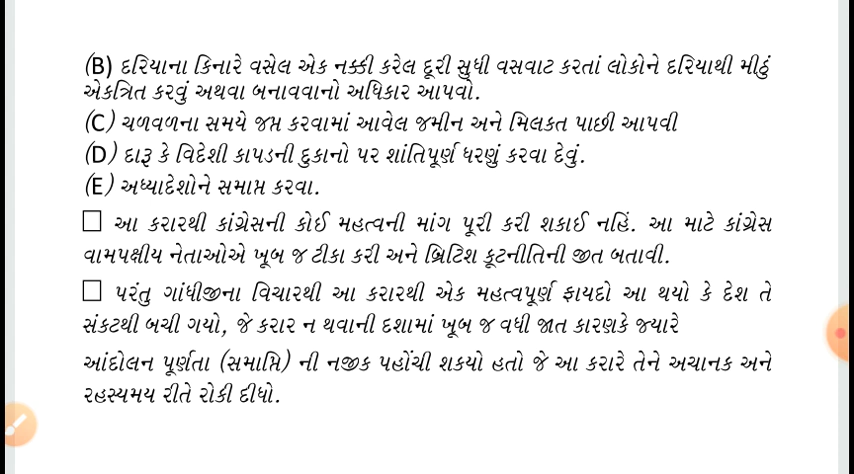 (B) દરિયાના કિનારે વસેલ એક નક્કી કરેલ દૂરી સુધી વસવાટ કરતાં લોકોને દરિયાથી મીઠું
એકત્રિત કરવું અથવા બનાવવાનો અધિકાર આપવો.
(C) ચળવળના સમયે જપ્ત કરવામાં આવેલ જમીન અને મિલકત પાછી આપવી
(D) દારૂ કે વિદેશી કાપડની દુકાનો પર શાંતિપૂર્ણ ધરણું કરવા દેવું.
(E) અધ્યાદેશોને સમાપ્ત કરવા.
□ આ કરારથી કાંગ્રેસની કોઈ મહત્વની માંગ પૂરી કરી શકાઈ નહિં. આ માટે કાંગ્રેસ
વામપક્ષીય નેતાઓએ ખૂબ જ ટીકા કરી અને બ્રિટિશ કૂટનીતિની જીત બતાવી.
□ પરંતુ ગાંધીજીના વિચારથી આ કરારથી એક મહત્વપૂર્ણ ફાયદો આ થયો કે દેશ તે
સંકટથી બચી ગયો, જે કરાર ન થવાની દશામાં ખૂબ જ વધી જાત કારણકે જ્યારે
આંદોલન પૂર્ણતા (સમાપ્તિ) ની નજીક પહોંચી શકયો હતો જે આ કરારે તેને અચાનક અને
રહસ્યમય રીતે રોકી દીધો.